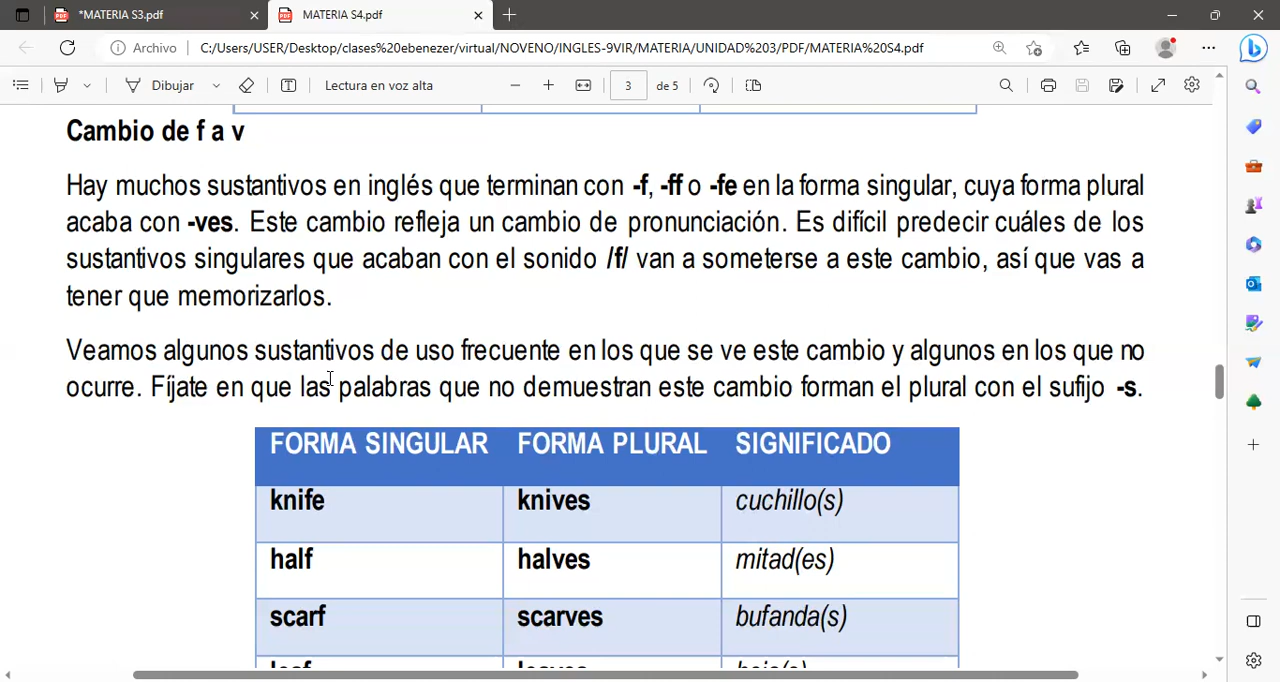 *MATERIA S3.pdf
MATERIA S4.pdf
Archivo
C:/Users/USER/Desktop/clases%20ebenezer/virtual/NOVENO/INGLES-9VIR/MATERIA/UNIDAD%203/PDF/MATERIA%20S4.pdf
Dibujar
Lectura en voz alta
3
de 5
Cambio de f a v
Hay muchos sustantivos en inglés que terminan con -f, -ff o -fe en la forma singular, cuya forma plural
acaba con -ves. Este cambio refleja un cambio de pronunciación. Es difícil predecir cuáles de los
sustantivos singulares que acaban con el sonido /f/ van a someterse a este cambio, así que vas a
tener que memorizarlos.
Veamos algunos sustantivos de uso frecuente en los que se ve este cambio y algunos en los que no
ocurre. Fíjate en que las palabras que no demuestran este cambio forman el plural con el sufijo -s.
FORMA SINGULAR FORMA PLURAL SIGNIFICADO
knife knives cuchillo(s)
half halves mitad(es)
scarf scarves bufanda(s)
leaf leaves hoja(s)